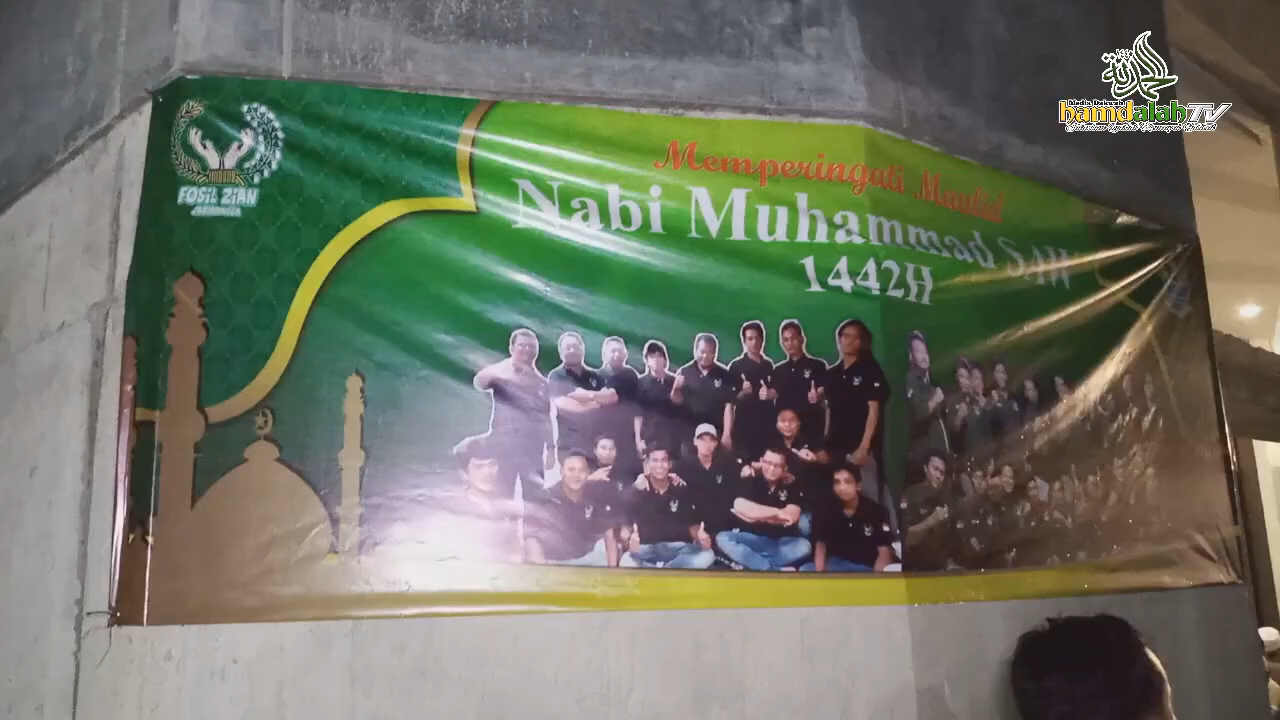 hamdalahTV
FOSIL ZIAN
Memperingati Maulid
Nabi Muhammad SAW
1442H